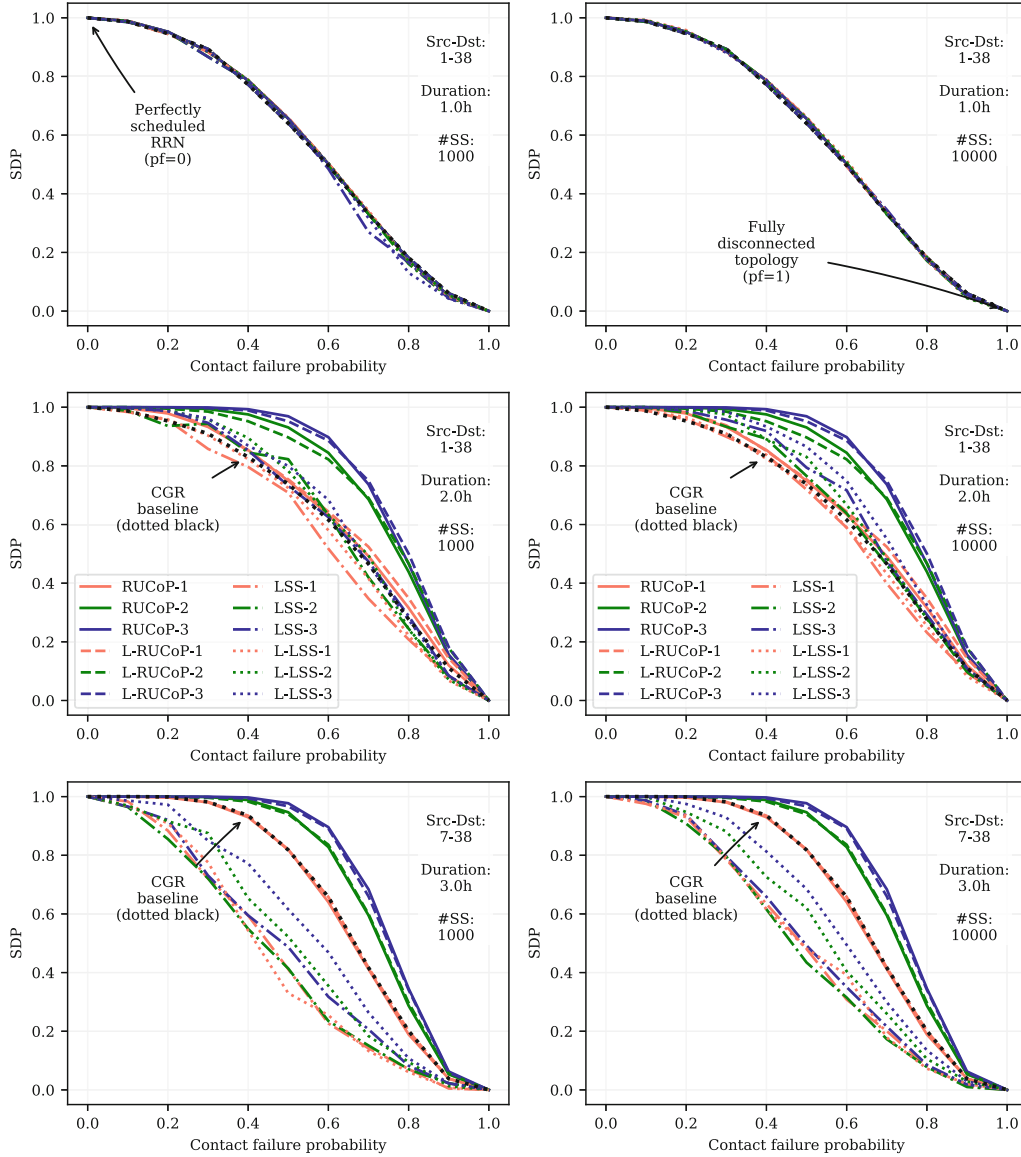 1.0
0.8
0.6
0.4
0.2
0.0
SDP
0.0 0.2 0.4 0.6 0.8 1.0
Contact failure probability
Perfectly
scheduled
RRN
(pf=0)
Src-Dst:
1-38
Duration:
1.0h
#SS:
1000
1.0
0.8
0.6
0.4
0.2
0.0
SDP
0.0 0.2 0.4 0.6 0.8 1.0
Contact failure probability
Src-Dst:
1-38
Duration:
1.0h
#SS:
10000
Fully
disconnected
topology
(pf=1)
1.0
0.8
0.6
0.4
0.2
0.0
SDP
0.0 0.2 0.4 0.6 0.8 1.0
Contact failure probability
CGR
baseline
(dotted black)
Src-Dst:
1-38
Duration:
2.0h
#SS:
1000
RUCoP-1
RUCoP-2
RUCoP-3
L-RUCoP-1
L-RUCoP-2
L-RUCoP-3
LSS-1
LSS-2
LSS-3
L-LSS-1
L-LSS-2
L-LSS-3
1.0
0.8
0.6
0.4
0.2
0.0
SDP
0.0 0.2 0.4 0.6 0.8 1.0
Contact failure probability
CGR
baseline
(dotted black)
Src-Dst:
1-38
Duration:
2.0h
#SS:
10000
RUCoP-1
RUCoP-2
RUCoP-3
L-RUCoP-1
L-RUCoP-2
L-RUCoP-3
LSS-1
LSS-2
LSS-3
L-LSS-1
L-LSS-2
L-LSS-3
1.0
0.8
0.6
0.4
0.2
0.0
SDP
0.0 0.2 0.4 0.6 0.8 1.0
Contact failure probability
CGR
baseline
(dotted black)
Src-Dst:
7-38
Duration:
3.0h
#SS:
1000
1.0
0.8
0.6
0.4
0.2
0.0
SDP
0.0 0.2 0.4 0.6 0.8 1.0
Contact failure probability
CGR
baseline
(dotted black)
Src-Dst:
7-38
Duration:
3.0h
#SS:
10000